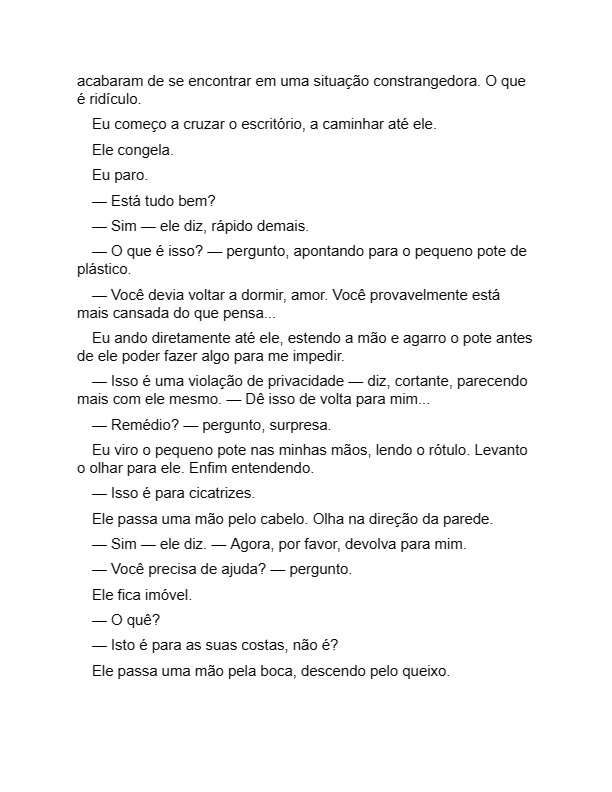 acabaram de se encontrar em uma situação constrangedora. O que
é ridículo.
Eu começo a cruzar o escritório, a caminhar até ele.
Ele congela.
Eu paro.
— Está tudo bem?
— Sim — ele diz, rápido demais.
— O que é isso? — pergunto, apontando para o pequeno pote de
plástico.
— Você devia voltar a dormir, amor. Você provavelmente está
mais cansada do que pensa...
Eu ando diretamente até ele, estendo a mão e agarro o pote antes
de ele poder fazer algo para me impedir.
— Isso é uma violação de privacidade — diz, cortante, parecendo
mais com ele mesmo. — Dê isso de volta para mim...
— Remédio? — pergunto, surpresa.
Eu viro o pequeno pote nas minhas mãos, lendo o rótulo. Levanto
o olhar para ele. Enfim entendendo.
— Isso é para cicatrizes.
Ele passa uma mão pelo cabelo. Olha na direção da parede.
— Sim — ele diz. — Agora, por favor, devolva para mim.
— Você precisa de ajuda? — pergunto.
Ele fica imóvel.
— O quê?
— Isto é para as suas costas, não é?
Ele passa uma mão pela boca, descendo pelo queixo.